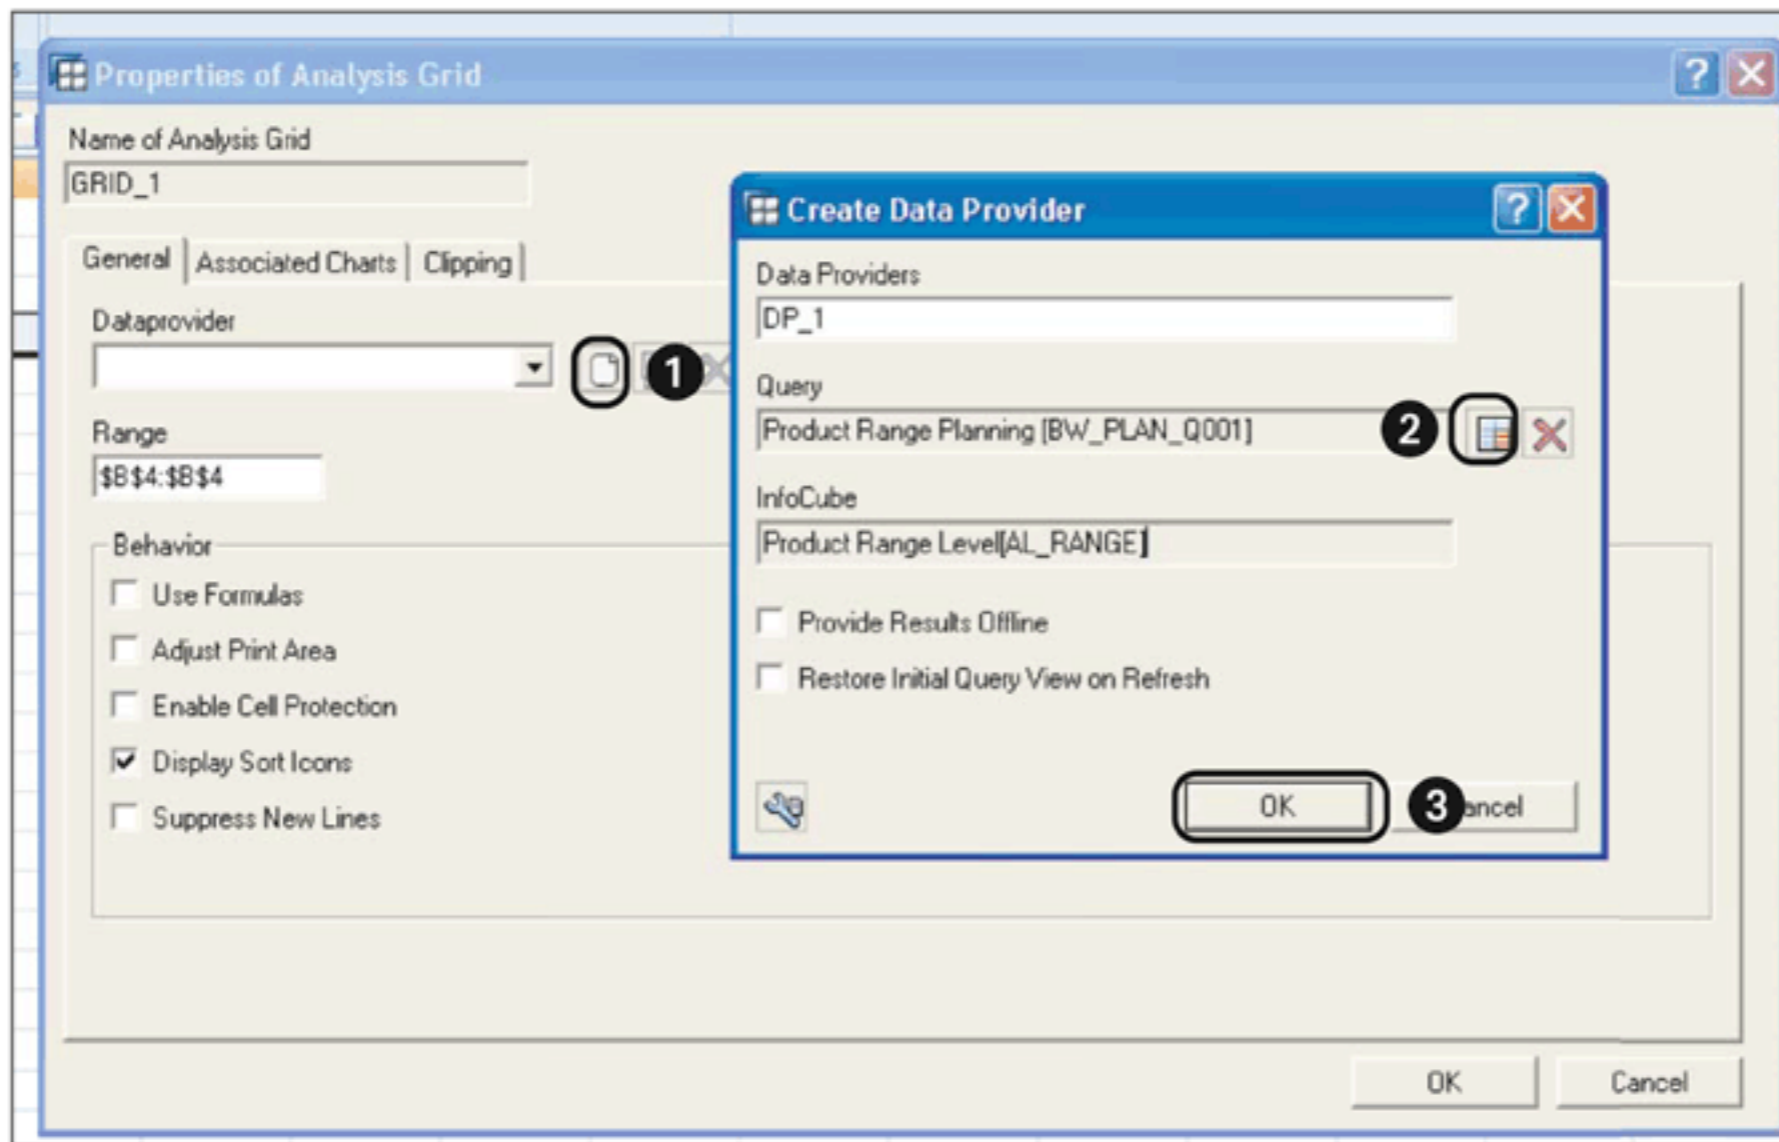 Properties of Analysis Grid
Name of Analysis Grid
GRID_1
General
Associated Charts
Clipping
Dataprovider
1
Range
$B$4:$B$4
Behavior
Use Formulas
Adjust Print Area
Enable Cell Protection
Display Sort Icons
Suppress New Lines
Create Data Provider
Data Providers
DP_1
Query
Product Range Planning [BW_PLAN_Q001]
2
InfoCube
Product Range Level[AL_RANGE]
Provide Results Offline
Restore Initial Query View on Refresh
OK
3
ancel
OK
Cancel